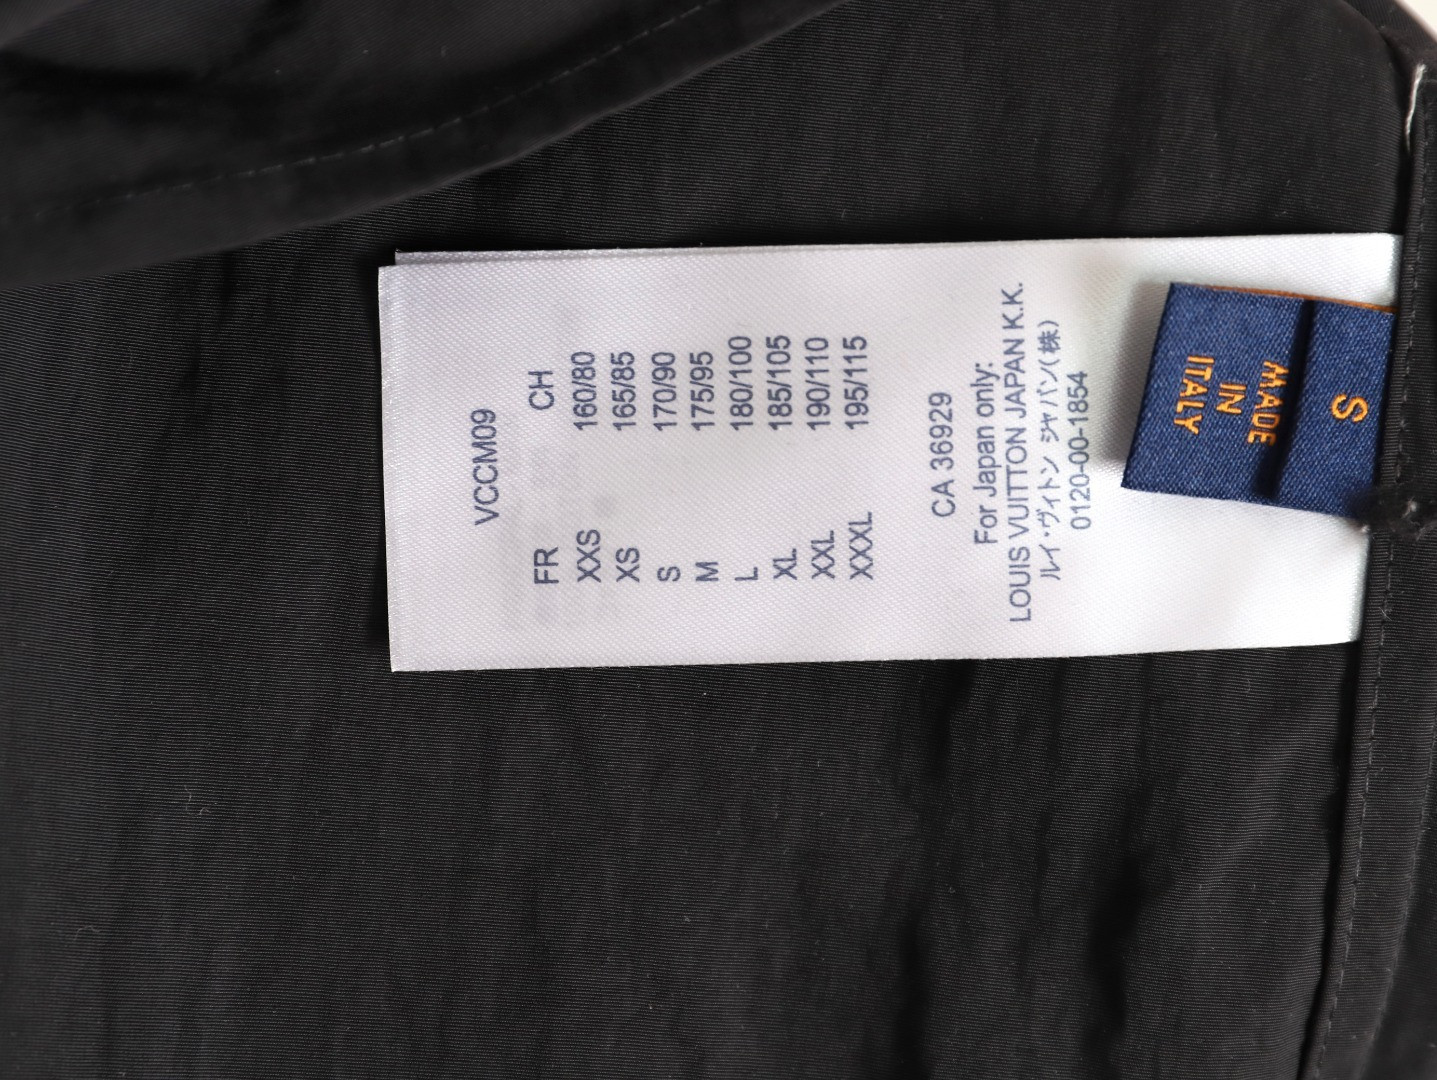 VCCM09
FR CH
XXS 160/80
XS 165/85
S 170/90
M 175/95
L 180/100
XL 185/105
XXL 190/110
XXXL 195/115
CA 36929
For Japan only:
LOUIS VUITTON JAPAN K.K.
ルイ・ヴィトン ジャパン(株)
0120-00-1854
S
MADE
IN
ITALY